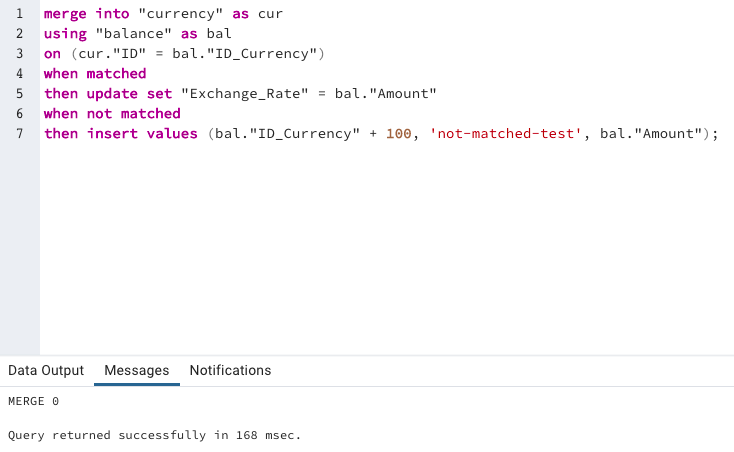 1 merge into "currency" as cur
2 using "balance" as bal
3 on (cur."ID" = bal."ID_Currency")
4 when matched
5 then update set "Exchange_Rate" = bal."Amount"
6 when not matched
7 then insert values (bal."ID_Currency" + 100, 'not-matched-test', bal."Amount");
Data Output Messages Notifications
MERGE 0
Query returned successfully in 168 msec.